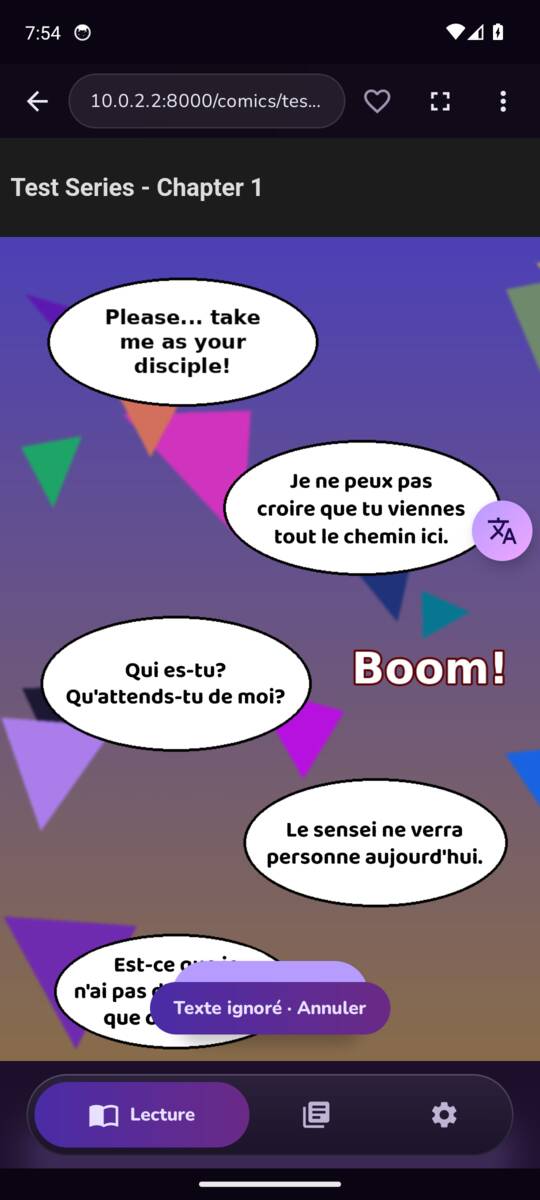 7:54
10.0.2.2:8000/comics/tes...
Test Series - Chapter 1
Please... take
me as your
disciple!
Je ne peux pas
croire que tu viennes
tout le chemin ici.
Qui es-tu?
Qu'attends-tu de moi?
Boom!
Le sensei ne verra
personne aujourd'hui.
Est-ce
n'ai pas
que
Texte ignoré · Annuler
Lecture